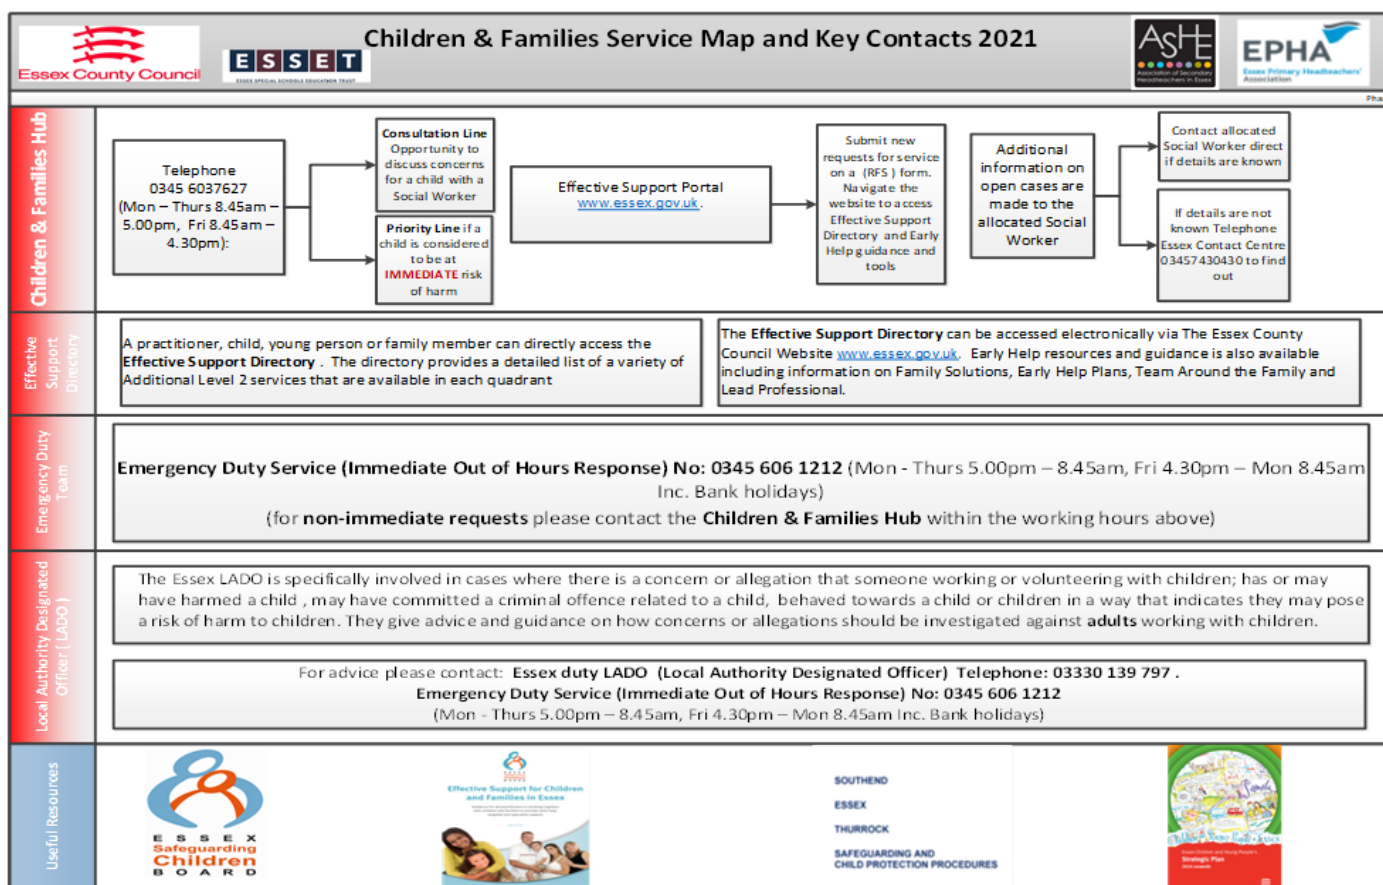 Children & Families Service Map and Key Contacts 2021
Essex County Council
ESSET
ESSEX SPECIAL SCHOOLS EDUCATION TRUST
ASHE
Association of Secondary
Headteachers in Essex
EPHA
Essex Primary Headteachers'
Association
Pha
Children & Families Hub
Telephone
0345 6037627
(Mon – Thurs 8.45am –
5.00pm, Fri 8.45am –
4.30pm):
Consultation Line
Opportunity to
discuss concerns
for a child with a
Social Worker
Priority Line if a
child is considered
to be at
IMMEDIATE risk
of harm
Effective Support Portal
www.essex.gov.uk .
Submit new
requests for service
on a (RFS ) form.
Navigate the
website to access
Effective Support
Directory and Early
Help guidance and
tools
Additional
information on
open cases are
made to the
allocated Social
Worker
Contact allocated
Social Worker direct
if details are known
If details are not
known Telephone
Essex Contact Centre
03457430430 to find
out
Effective
Support
Directory
A practitioner, child, young person or family member can directly access the
Effective Support Directory . The directory provides a detailed list of a variety of
Additional Level 2 services that are available in each quadrant
The Effective Support Directory can be accessed electronically via The Essex County
Council Website www.essex.gov.uk. Early Help resources and guidance is also available
including information on Family Solutions, Early Help Plans, Team Around the Family and
Lead Professional.
Emergency Duty
Team
Emergency Duty Service (Immediate Out of Hours Response) No: 0345 606 1212 (Mon - Thurs 5.00pm – 8.45am, Fri 4.30pm – Mon 8.45am
Inc. Bank holidays)
(for non-immediate requests please contact the Children & Families Hub within the working hours above)
Local Authority Designated
Officer ( LADO )
The Essex LADO is specifically involved in cases where there is a concern or allegation that someone working or volunteering with children; has or may
have harmed a child , may have committed a criminal offence related to a child, behaved towards a child or children in a way that indicates they may pose
a risk of harm to children. They give advice and guidance on how concerns or allegations should be investigated against adults working with children.
For advice please contact: Essex duty LADO (Local Authority Designated Officer) Telephone: 03330 139 797 .
Emergency Duty Service (Immediate Out of Hours Response) No: 0345 606 1212
(Mon - Thurs 5.00pm – 8.45am, Fri 4.30pm – Mon 8.45am Inc. Bank holidays)
Useful Resources
ESSEX
Safeguarding
Children
BOARD
Effective Support for Children
and Families in Essex
SOUTHEND
ESSEX
THURROCK
SAFEGUARDING AND
CHILD PROTECTION PROCEDURES
Strategic Plan